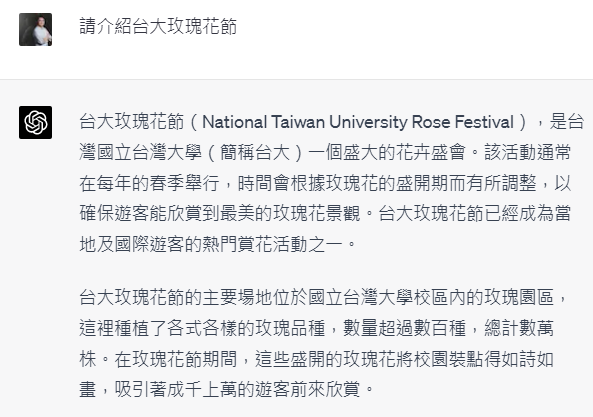 請介紹台大玫瑰花節
台大玫瑰花節（National Taiwan University Rose Festival），是台
灣國立台灣大學（簡稱台大）一個盛大的花卉盛會。該活動通常
在每年的春季舉行，時間會根據玫瑰花的盛開期而有所調整，以
確保遊客能欣賞到最美的玫瑰花景觀。台大玫瑰花節已經成為當
地及國際遊客的熱門賞花活動之一。
台大玫瑰花節的主要場地位於國立台灣大學校區內的玫瑰園區，
這裡種植了各式各樣的玫瑰品種，數量超過數百種，總計數萬
株。在玫瑰花節期間，這些盛開的玫瑰花將校園裝點得如詩如
畫，吸引著成千上萬的遊客前來欣賞。